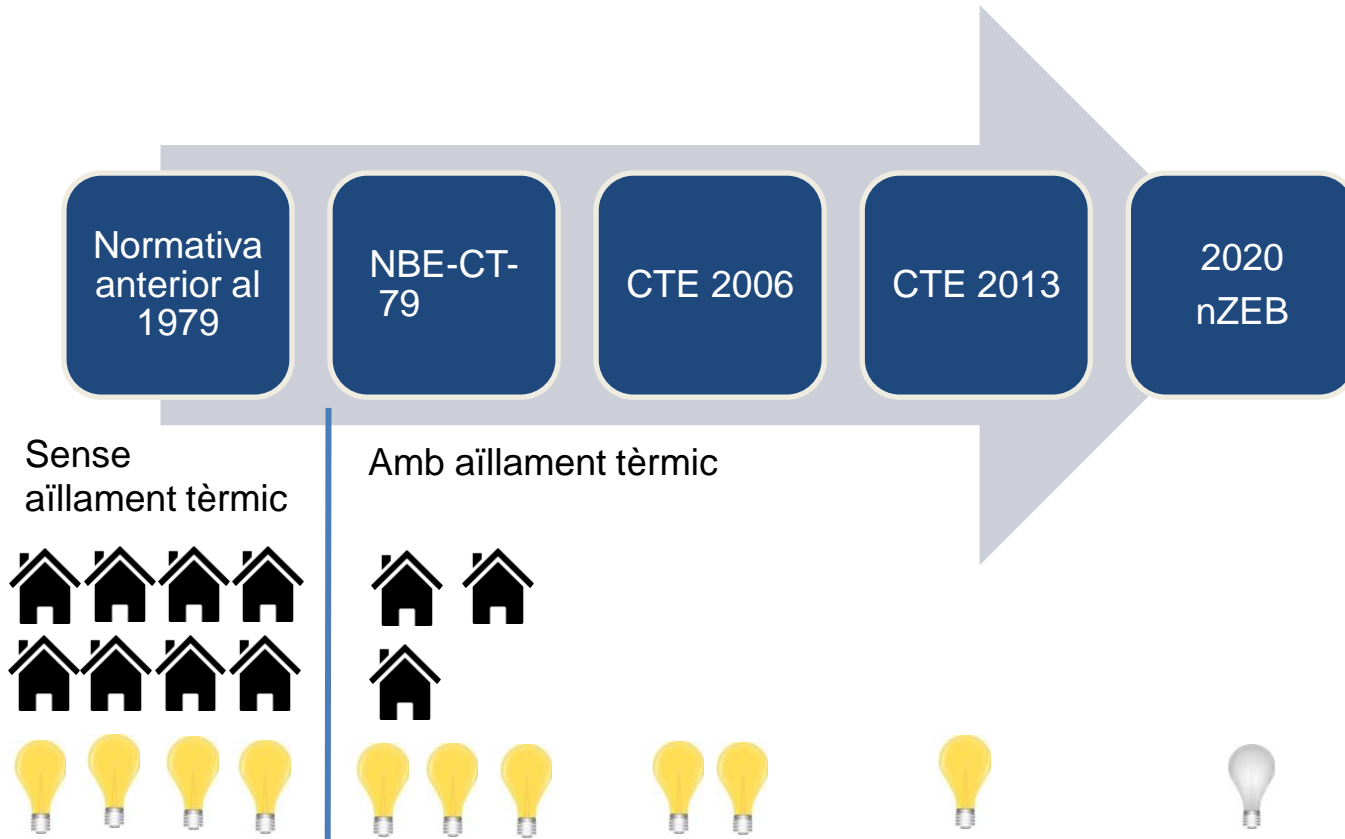 Normativa
anterior al
1979
NBE-CT-
79
CTE 2006
CTE 2013
2020
nZEB
Sense
aïllament tèrmic
Amb aïllament tèrmic